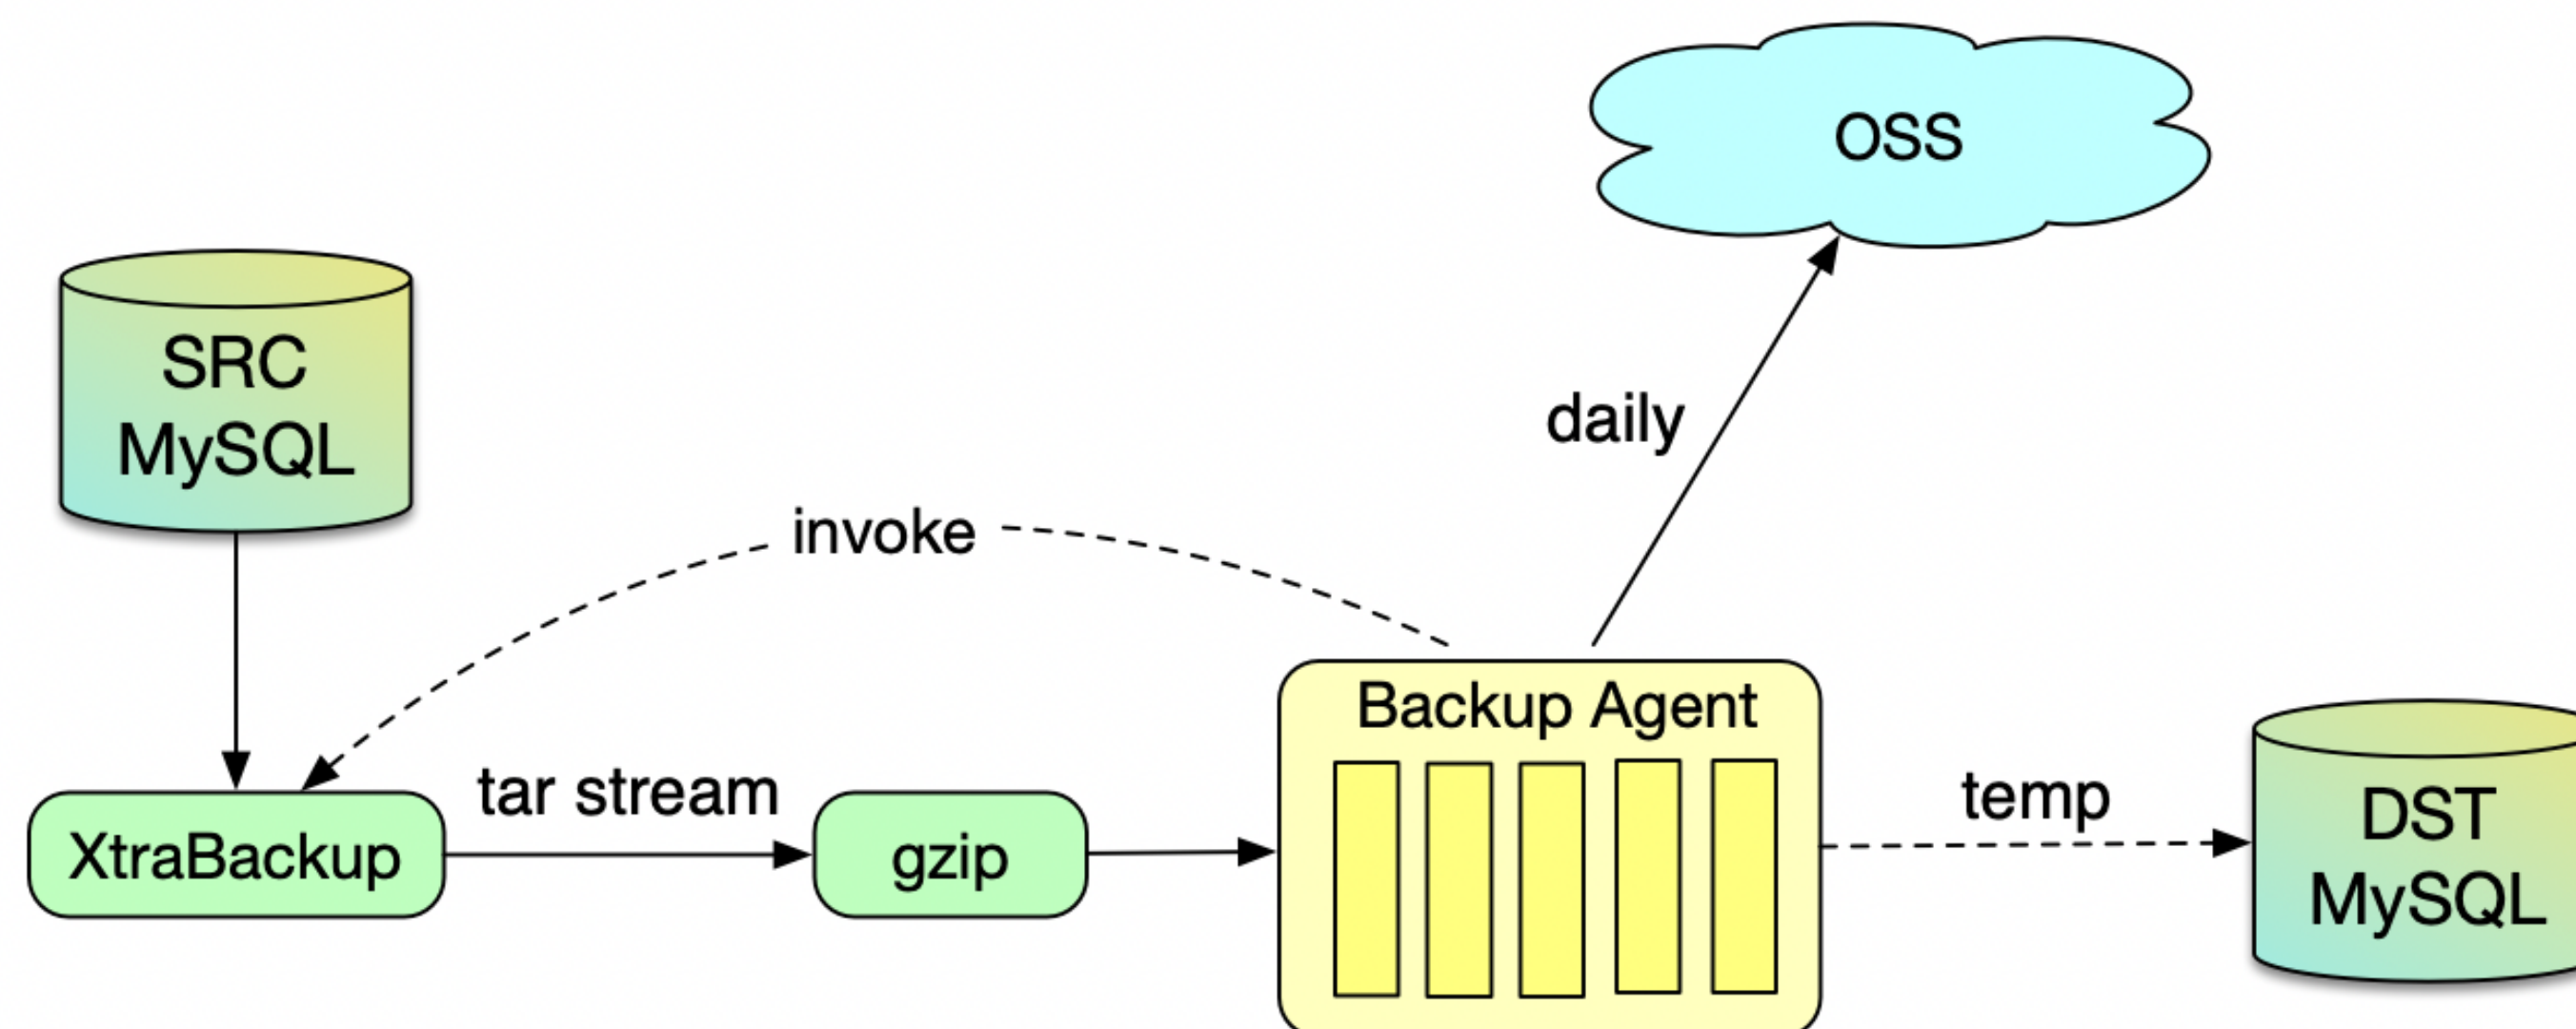 OSS
SRC
MySQL
daily
invoke
Backup Agent
tar stream
temp
XtraBackup
gzip
DST
MySQL